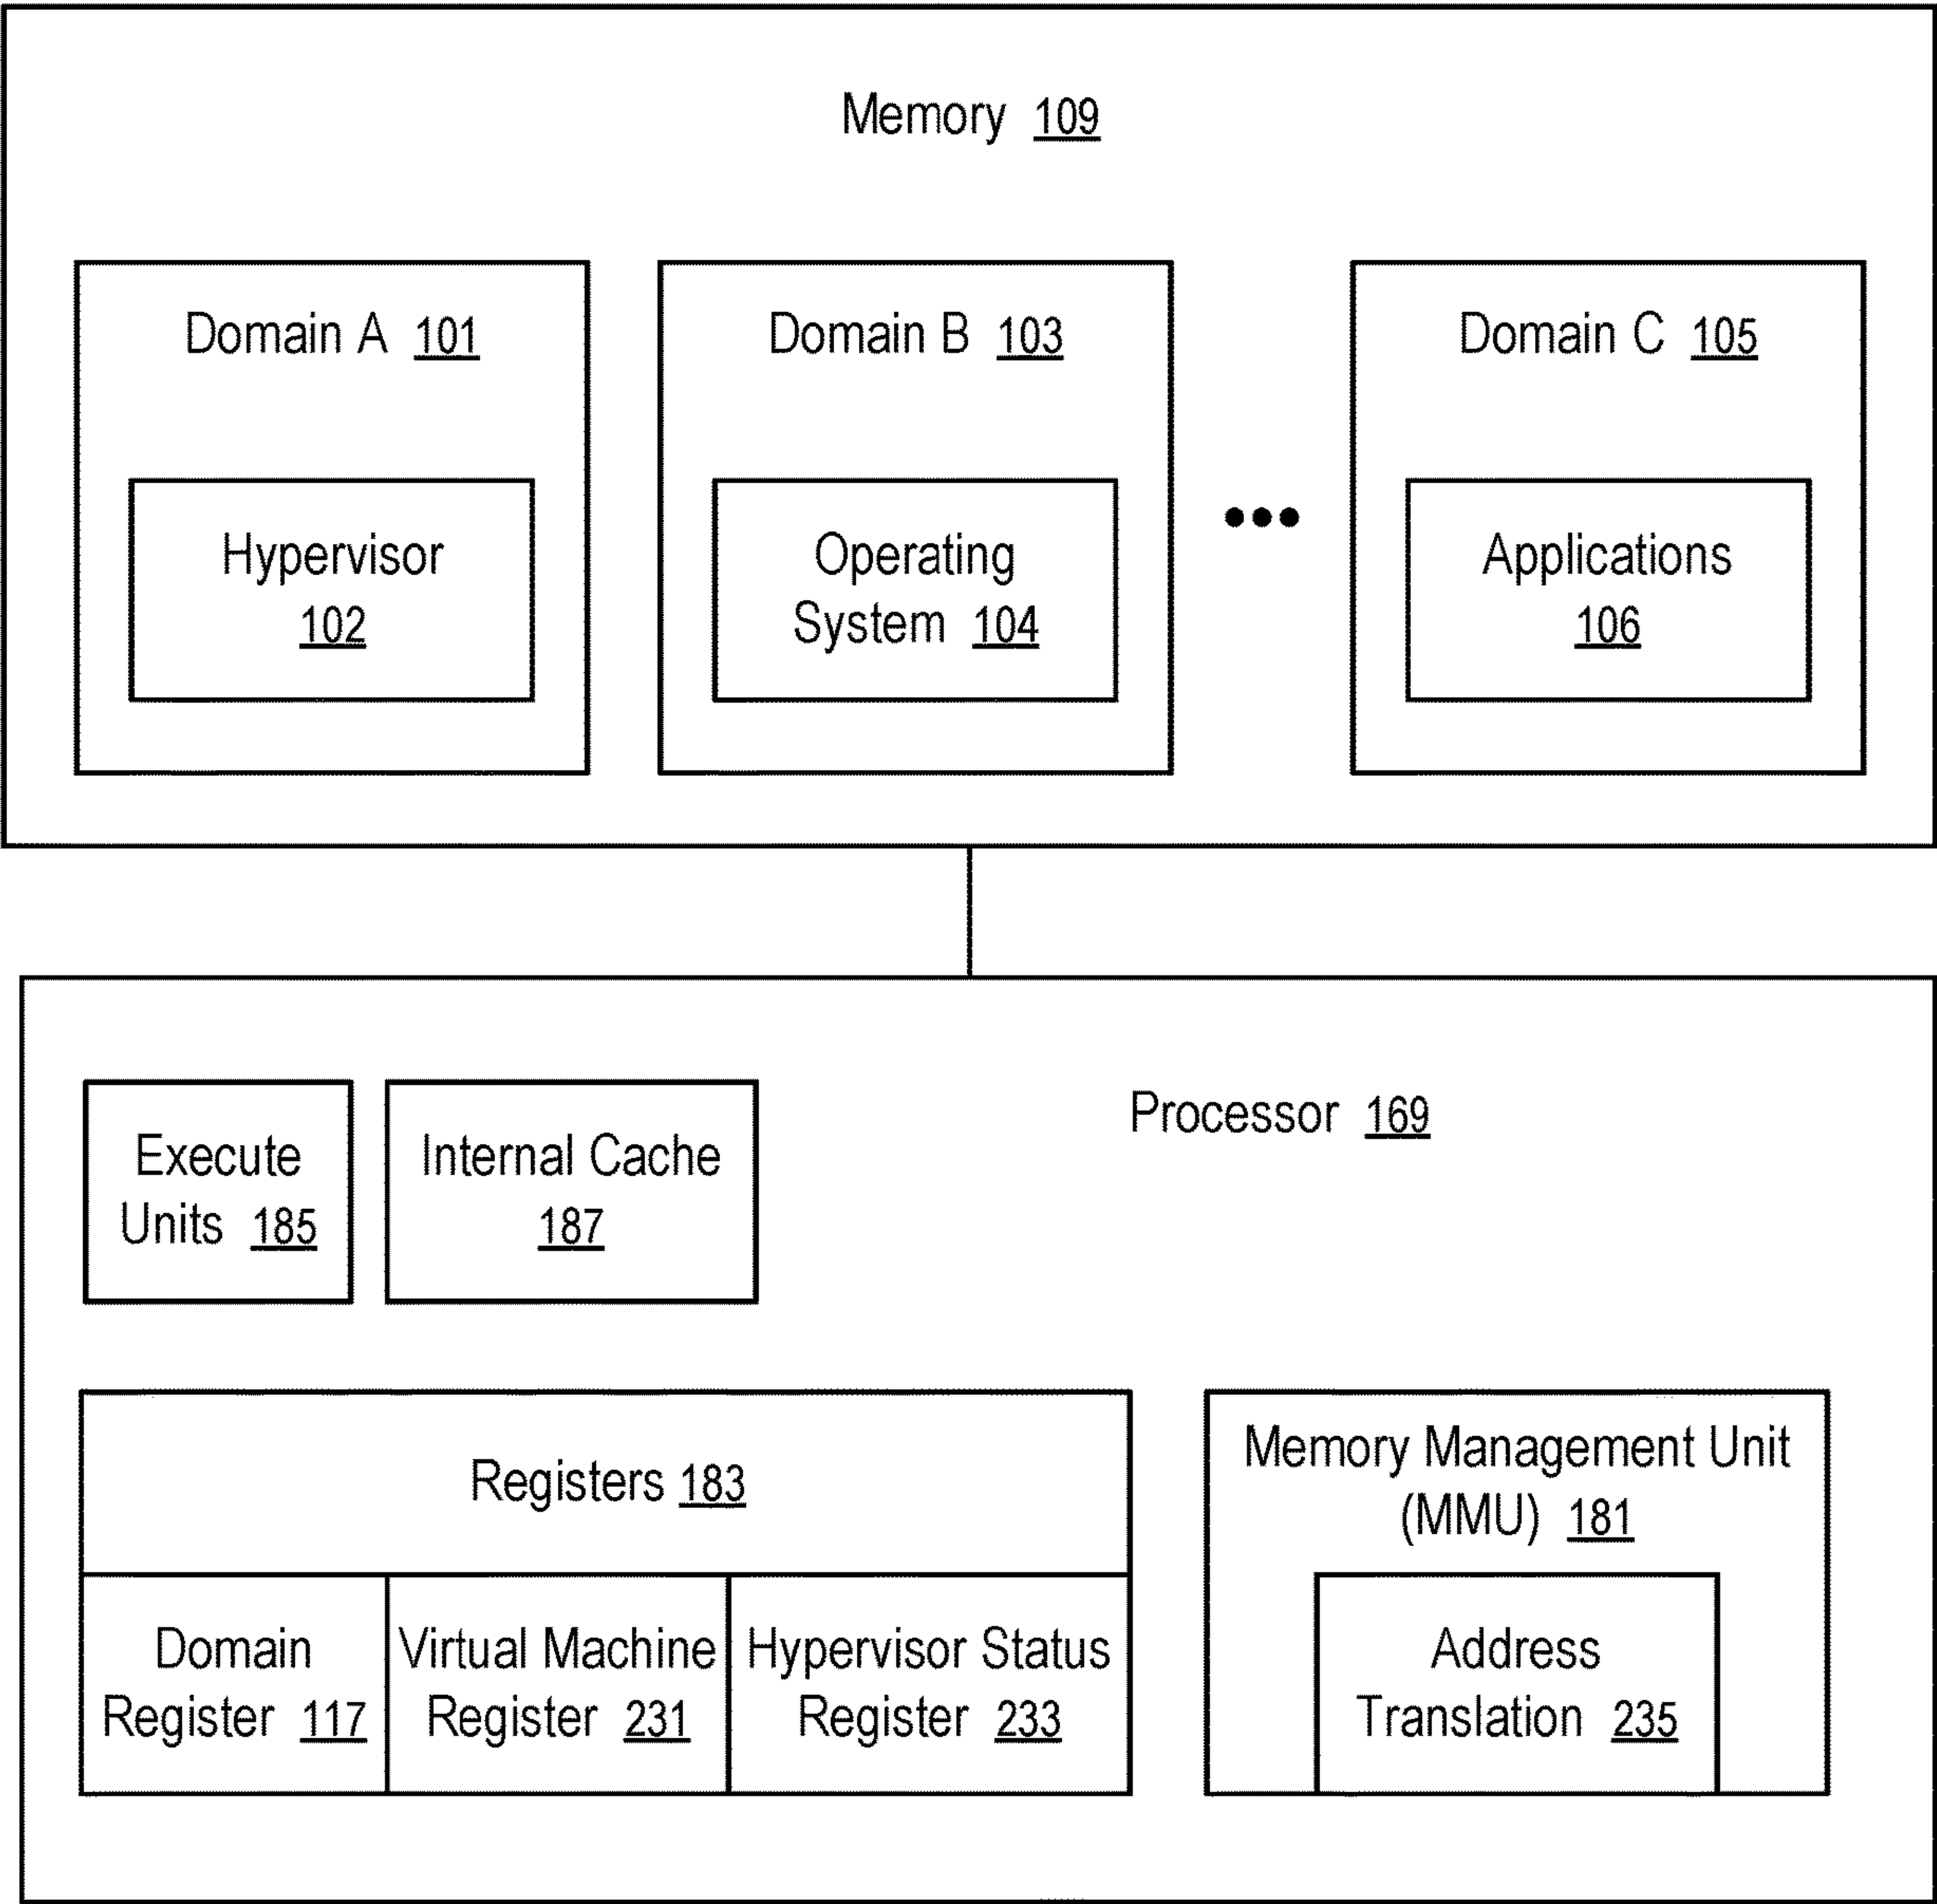 Memory 109
Domain A 101
Domain B 103
Domain C 105
Hypervisor
102
Operating
System 104
Applications
106
Processor 169
Execute
Units 185
Internal Cache
187
Registers 183
Memory Management Unit
(MMU) 181
Domain
Register 117
Virtual Machine
Register 231
Hypervisor Status
Register 233
Address
Translation 235